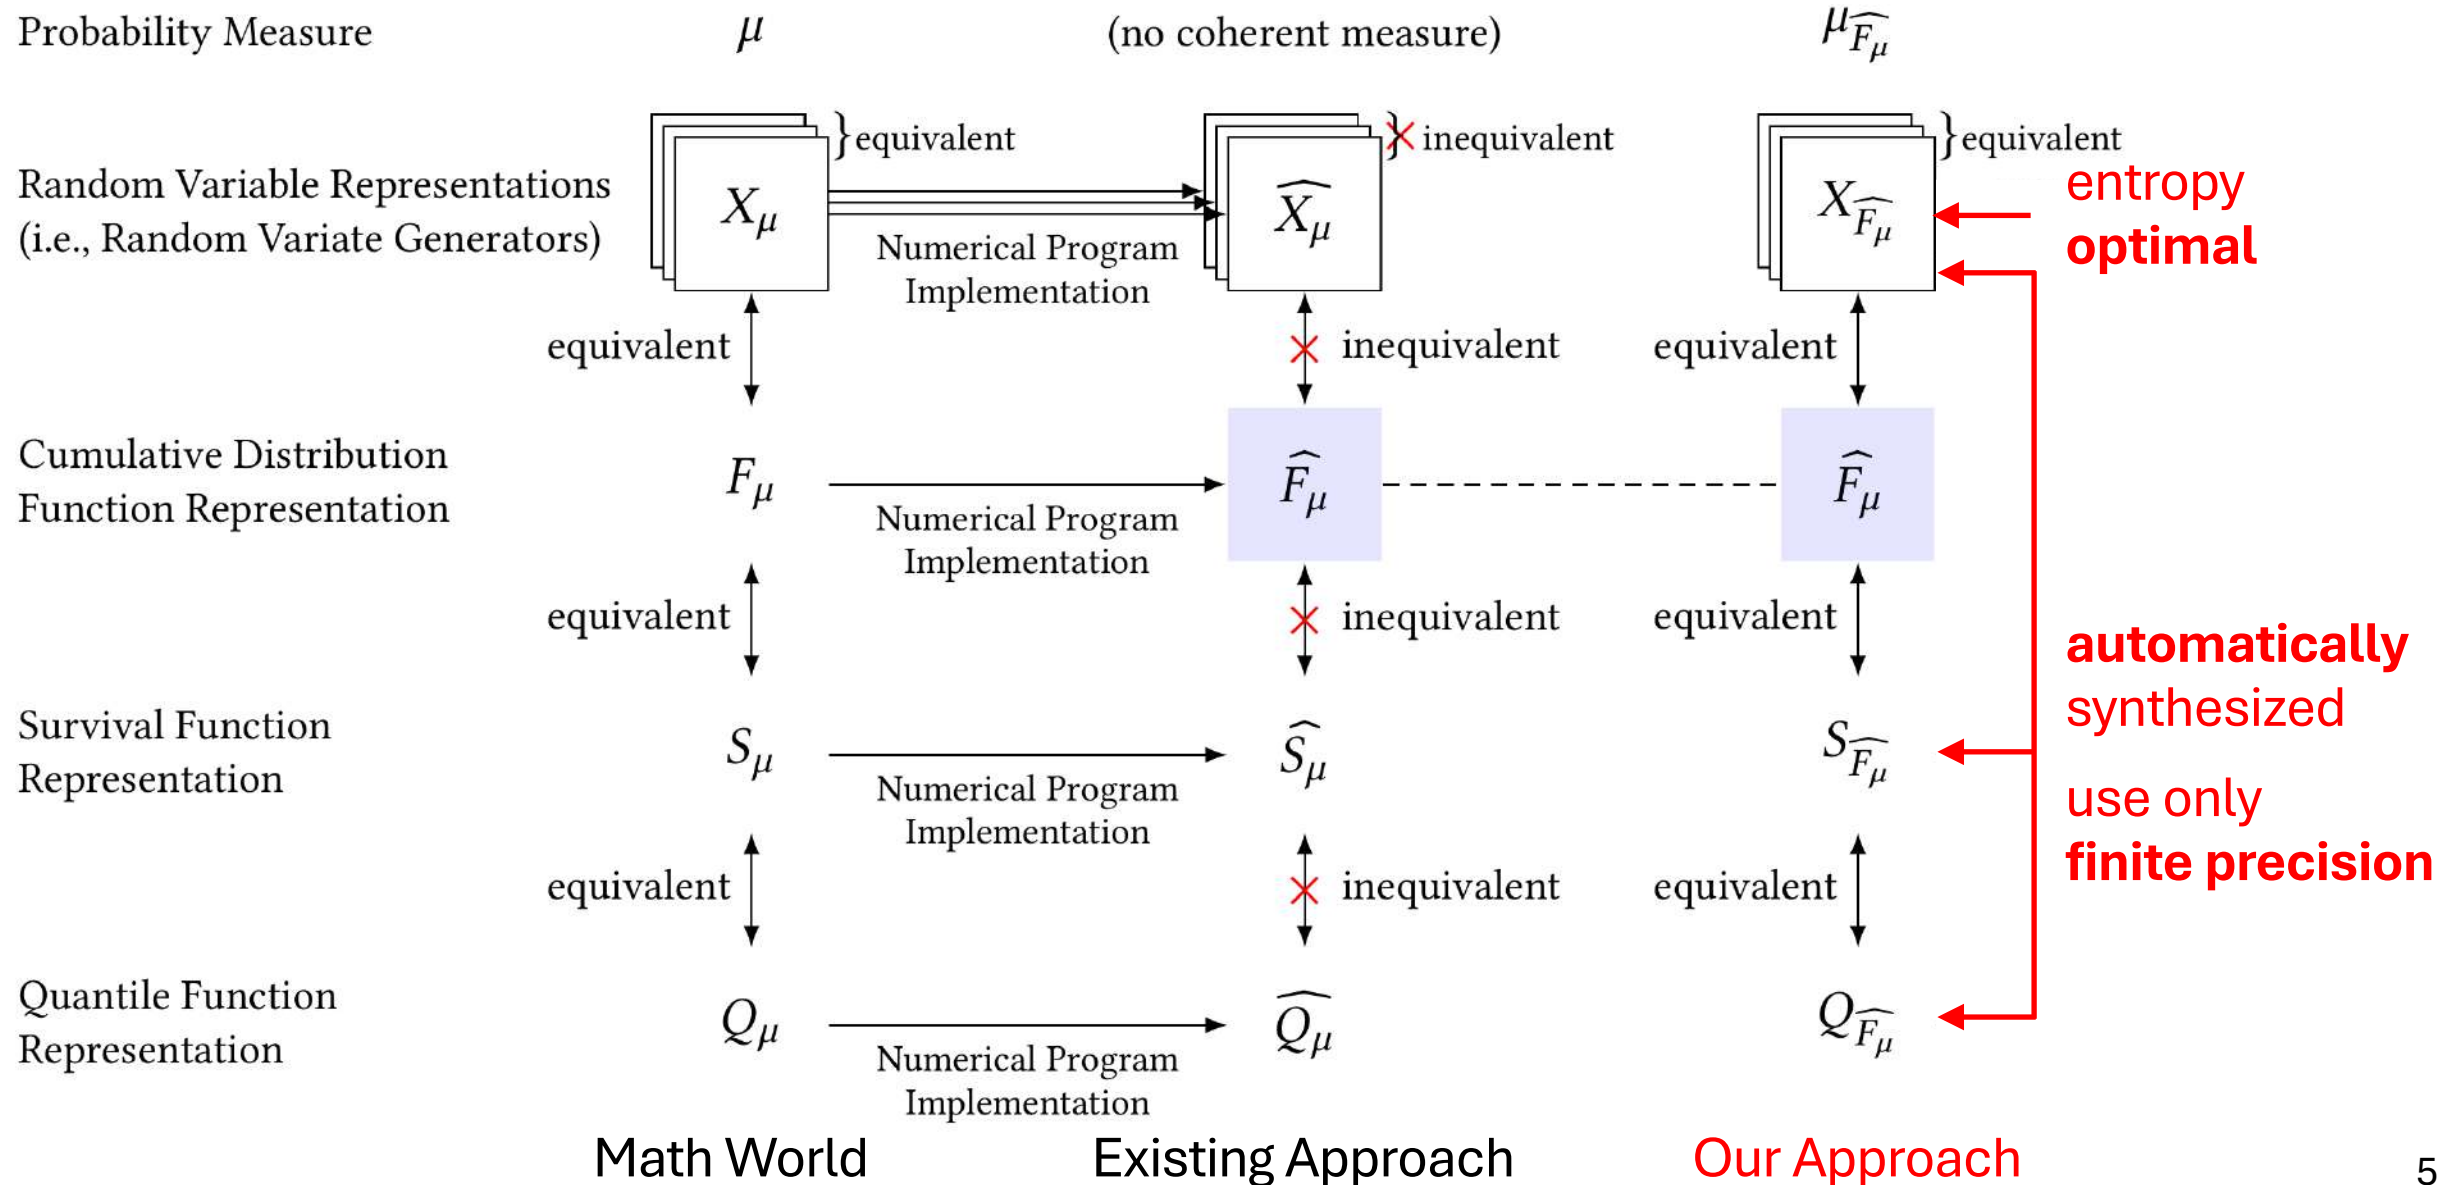 Probability Measure
μ
(no coherent measure)
μ_{\widehat{F_μ}}
} equivalent
} inequivalent
} equivalent
Random Variable Representations
(i.e., Random Variate Generators)
X_μ
Numerical Program
Implementation
\widehat{X_μ}
X_{\widehat{F_μ}}
entropy
optimal
equivalent
inequivalent
equivalent
Cumulative Distribution
Function Representation
F_μ
Numerical Program
Implementation
\widehat{F}_μ
\widehat{F}_μ
equivalent
inequivalent
equivalent
automatically
synthesized
Survival Function
Representation
S_μ
Numerical Program
Implementation
\widehat{S}_μ
S_{\widehat{F_μ}}
use only
finite precision
equivalent
inequivalent
equivalent
Quantile Function
Representation
Q_μ
Numerical Program
Implementation
\widehat{Q_μ}
Q_{\widehat{F_μ}}
Math World
Existing Approach
Our Approach
5